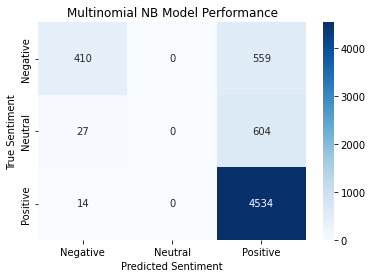 Multinomial NB Model Performance
True Sentiment
Negative
410 0 559
Neutral
27 0 604
Positive
14 0 4534
Negative Neutral Positive
Predicted Sentiment
4000
3000
2000
1000
0